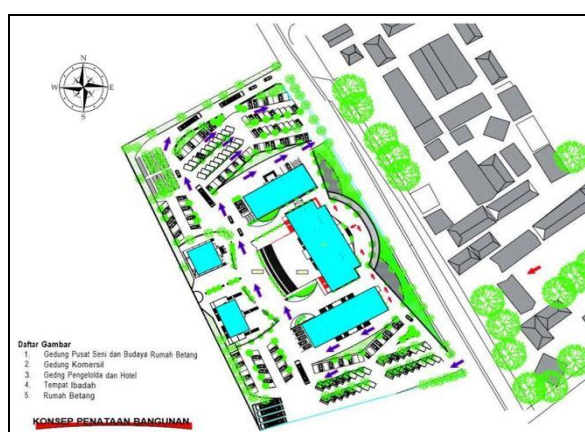 N
W
E
S
Daftar Gambar
1. Gedung Pusat Seni dan Budaya Rumah Betang
2. Gedung Komersil
3. Gedng Pengeloida dan Hotel
4. Tempat Ibadah
5. Rumah Betang
KONSEP PENATAAN BANGUNAN